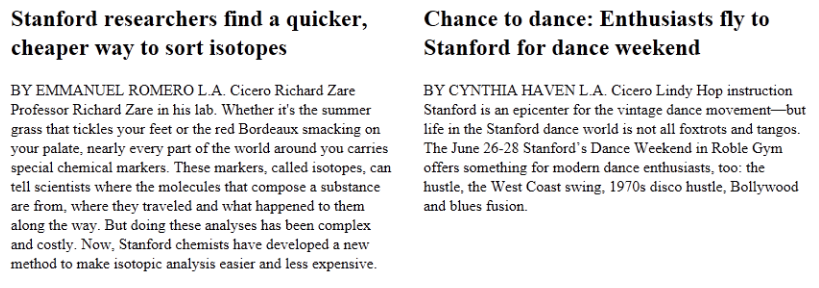 Stanford researchers find a quicker,
cheaper way to sort isotopes
BY EMMANUEL ROMERO L.A. Cicero Richard Zare
Professor Richard Zare in his lab. Whether it's the summer
grass that tickles your feet or the red Bordeaux smacking on
your palate, nearly every part of the world around you carries
special chemical markers. These markers, called isotopes, can
tell scientists where the molecules that compose a substance
are from, where they traveled and what happened to them
along the way. But doing these analyses has been complex
and costly. Now, Stanford chemists have developed a new
method to make isotopic analysis easier and less expensive.
Chance to dance: Enthusiasts fly to
Stanford for dance weekend
BY CYNTHIA HAVEN L.A. Cicero Lindy Hop instruction
Stanford is an epicenter for the vintage dance movement—but
life in the Stanford dance world is not all foxtrots and tangos.
The June 26-28 Stanford's Dance Weekend in Roble Gym
offers something for modern dance enthusiasts, too: the
hustle, the West Coast swing, 1970s disco hustle, Bollywood
and blues fusion.